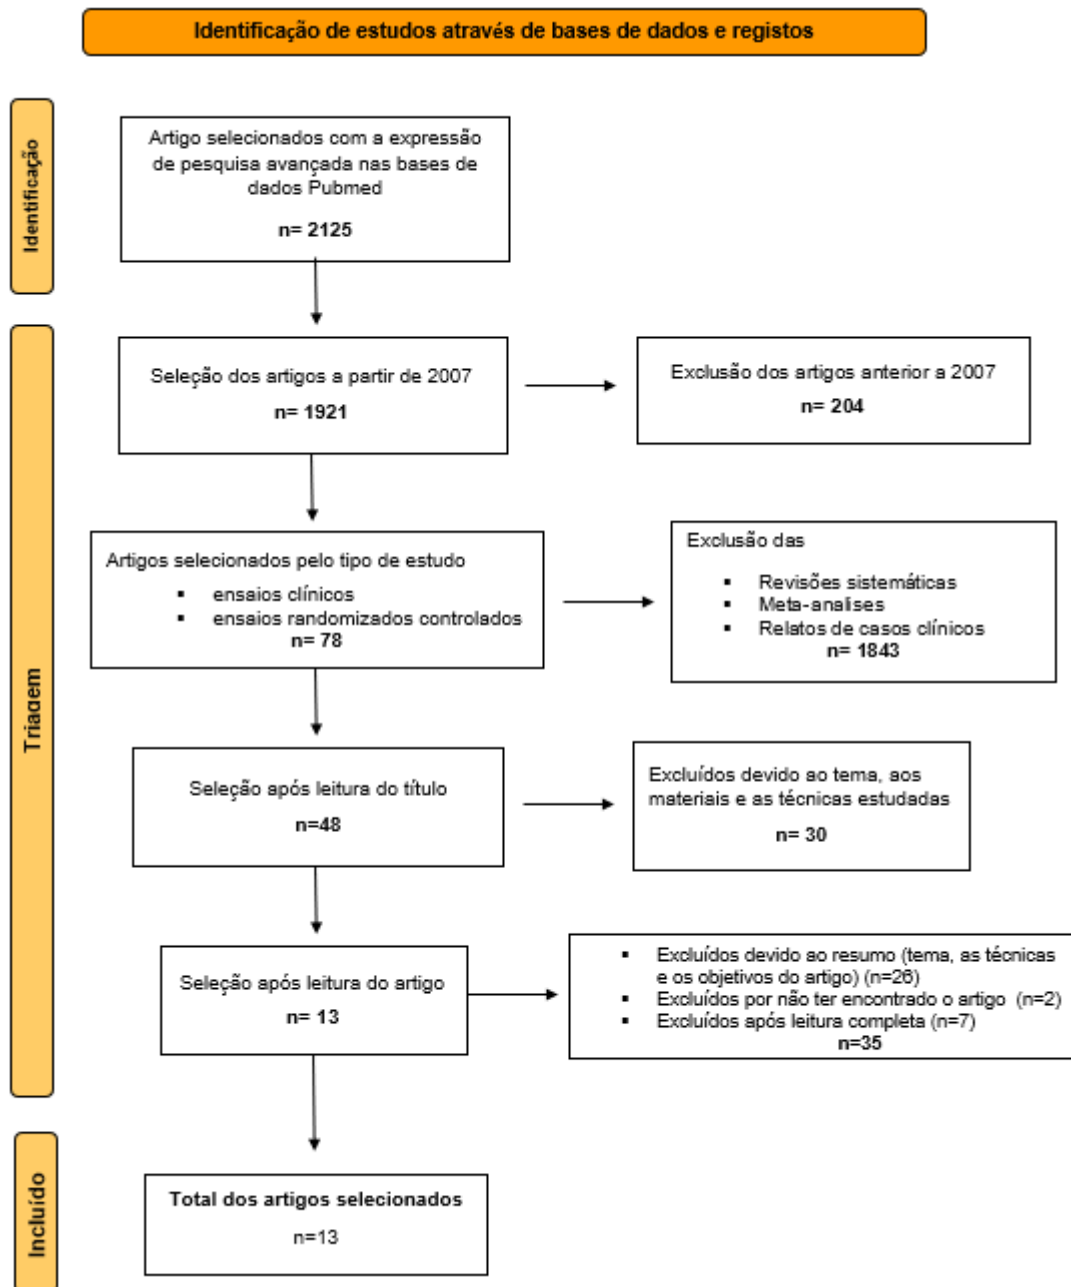 Identificação de estudos através de bases de dados e registos
Identificação
Artigo selecionados com a expressão
de pesquisa avançada nas bases de
dados Pubmed
n= 2125
Triagem
Seleção dos artigos a partir de 2007
n= 1921
Exclusão dos artigos anterior a 2007
n= 204
Artigos selecionados pelo tipo de estudo
▪ ensaios clínicos
▪ ensaios randomizados controlados
n= 78
Exclusão das
▪ Revisões sistemáticas
▪ Meta-analises
▪ Relatos de casos clínicos
n= 1843
Seleção após leitura do título
n=48
Excluídos devido ao tema, aos
materiais e as técnicas estudadas
n= 30
Seleção após leitura do artigo
n= 13
▪ Excluídos devido ao resumo (tema, as técnicas
e os objetivos do artigo) (n=26)
▪ Excluídos por não ter encontrado o artigo (n=2)
▪ Excluídos após leitura completa (n=7)
n=35
Incluído
Total dos artigos selecionados
n=13